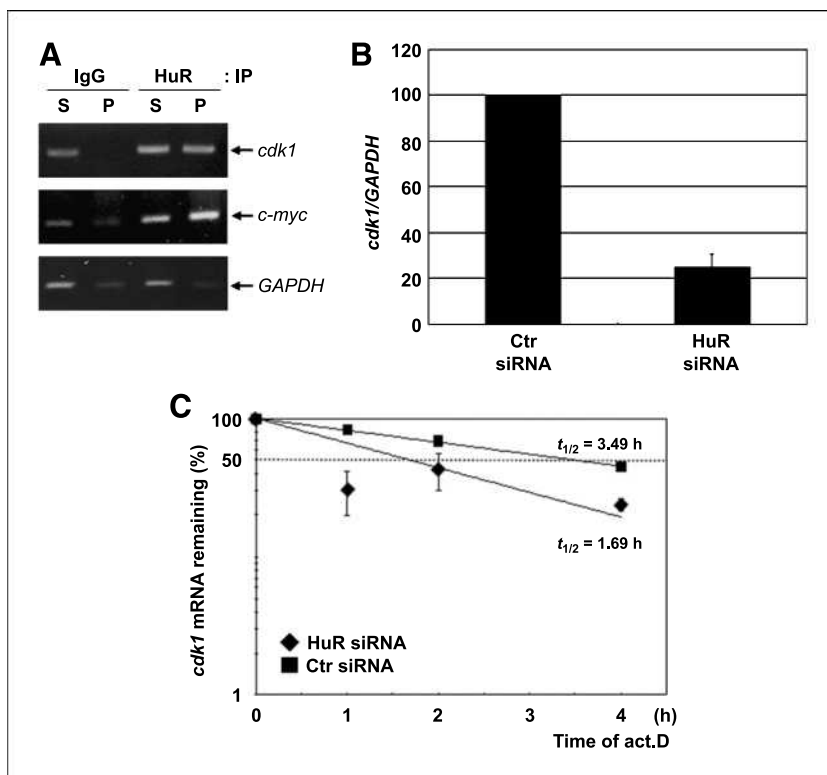 A
IgG HuR : IP
S P S P
cdk1
c-myc
GAPDH
B
120
100
80
60
40
20
0
cdk1/GAPDH
Ctr siRNA
HuR siRNA
C
100
50
1
cdk1 mRNA remaining (%)
t1/2 = 3.49 h
t1/2 = 1.69 h
HuR siRNA
Ctr siRNA
0 1 2 3 4 (h)
Time of act.D